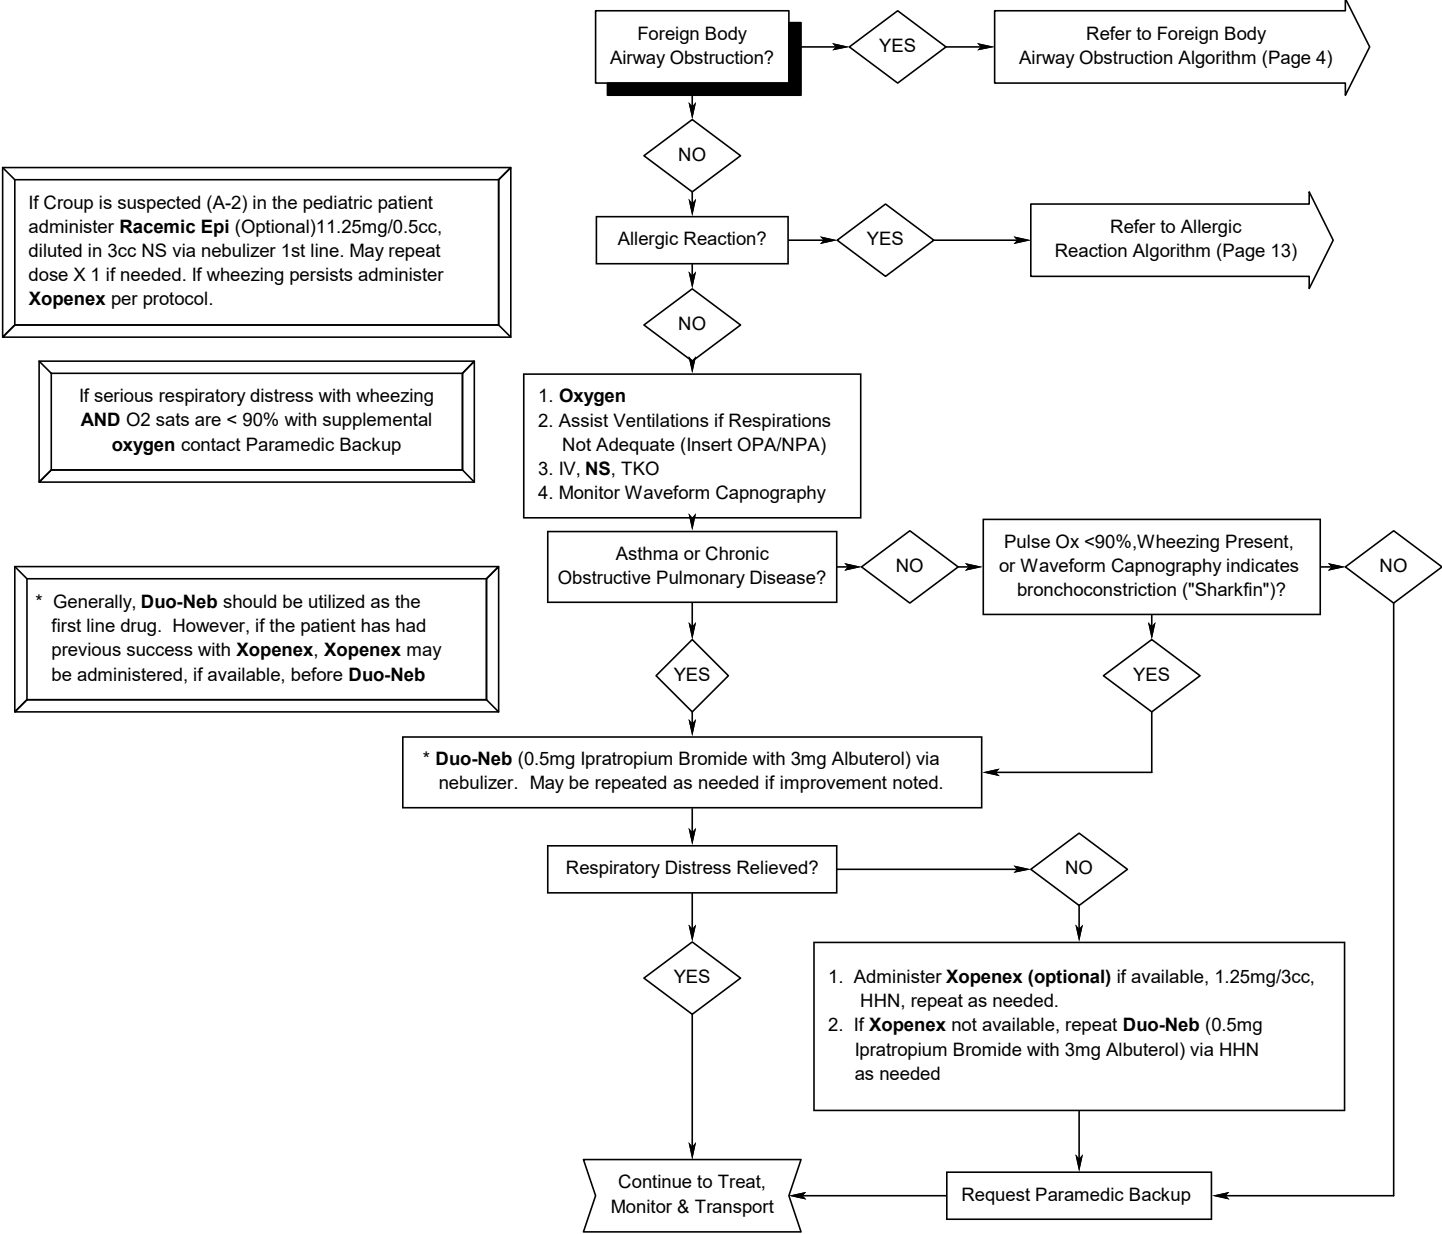 Foreign Body
Airway Obstruction?
YES
Refer to Foreign Body
Airway Obstruction Algorithm (Page 4)
NO
If Croup is suspected (A-2) in the pediatric patient
administer Racemic Epi (Optional)11.25mg/0.5cc,
diluted in 3cc NS via nebulizer 1st line. May repeat
dose X 1 if needed. If wheezing persists administer
Xopenex per protocol.
Allergic Reaction?
YES
Refer to Allergic
Reaction Algorithm (Page 13)
NO
If serious respiratory distress with wheezing
AND O2 sats are < 90% with supplemental
oxygen contact Paramedic Backup
1. Oxygen
2. Assist Ventilations if Respirations
Not Adequate (Insert OPA/NPA)
3. IV, NS, TKO
4. Monitor Waveform Capnography
Asthma or Chronic
Obstructive Pulmonary Disease?
NO
Pulse Ox <90%,Wheezing Present,
or Waveform Capnography indicates
bronchoconstriction ("Sharkfin")?
NO
* Generally, Duo-Neb should be utilized as the
first line drug. However, if the patient has had
previous success with Xopenex, Xopenex may
be administered, if available, before Duo-Neb
YES
YES
* Duo-Neb (0.5mg Ipratropium Bromide with 3mg Albuterol) via
nebulizer. May be repeated as needed if improvement noted.
Respiratory Distress Relieved?
NO
YES
1. Administer Xopenex (optional) if available, 1.25mg/3cc,
HHN, repeat as needed.
2. If Xopenex not available, repeat Duo-Neb (0.5mg
Ipratropium Bromide with 3mg Albuterol) via HHN
as needed
Continue to Treat,
Monitor & Transport
Request Paramedic Backup